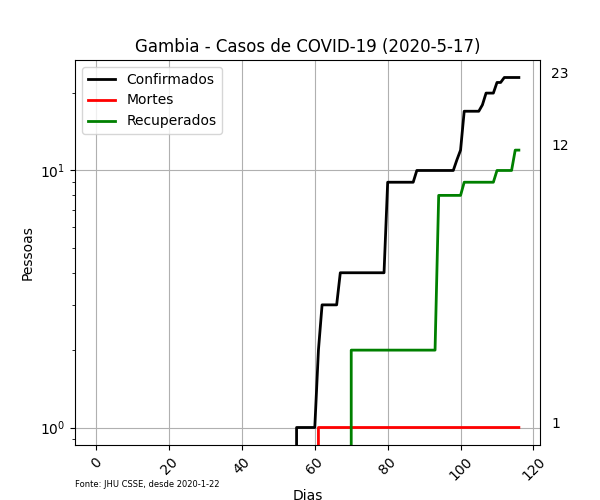 Gambia - Casos de COVID-19 (2020-5-17)
Confirmados
Mortes
Recuperados
23
12
1
10¹
10⁰
Pessoas
0 20 40 60 80 100 120
Fonte: JHU CSSE, desde 2020-1-22
Dias